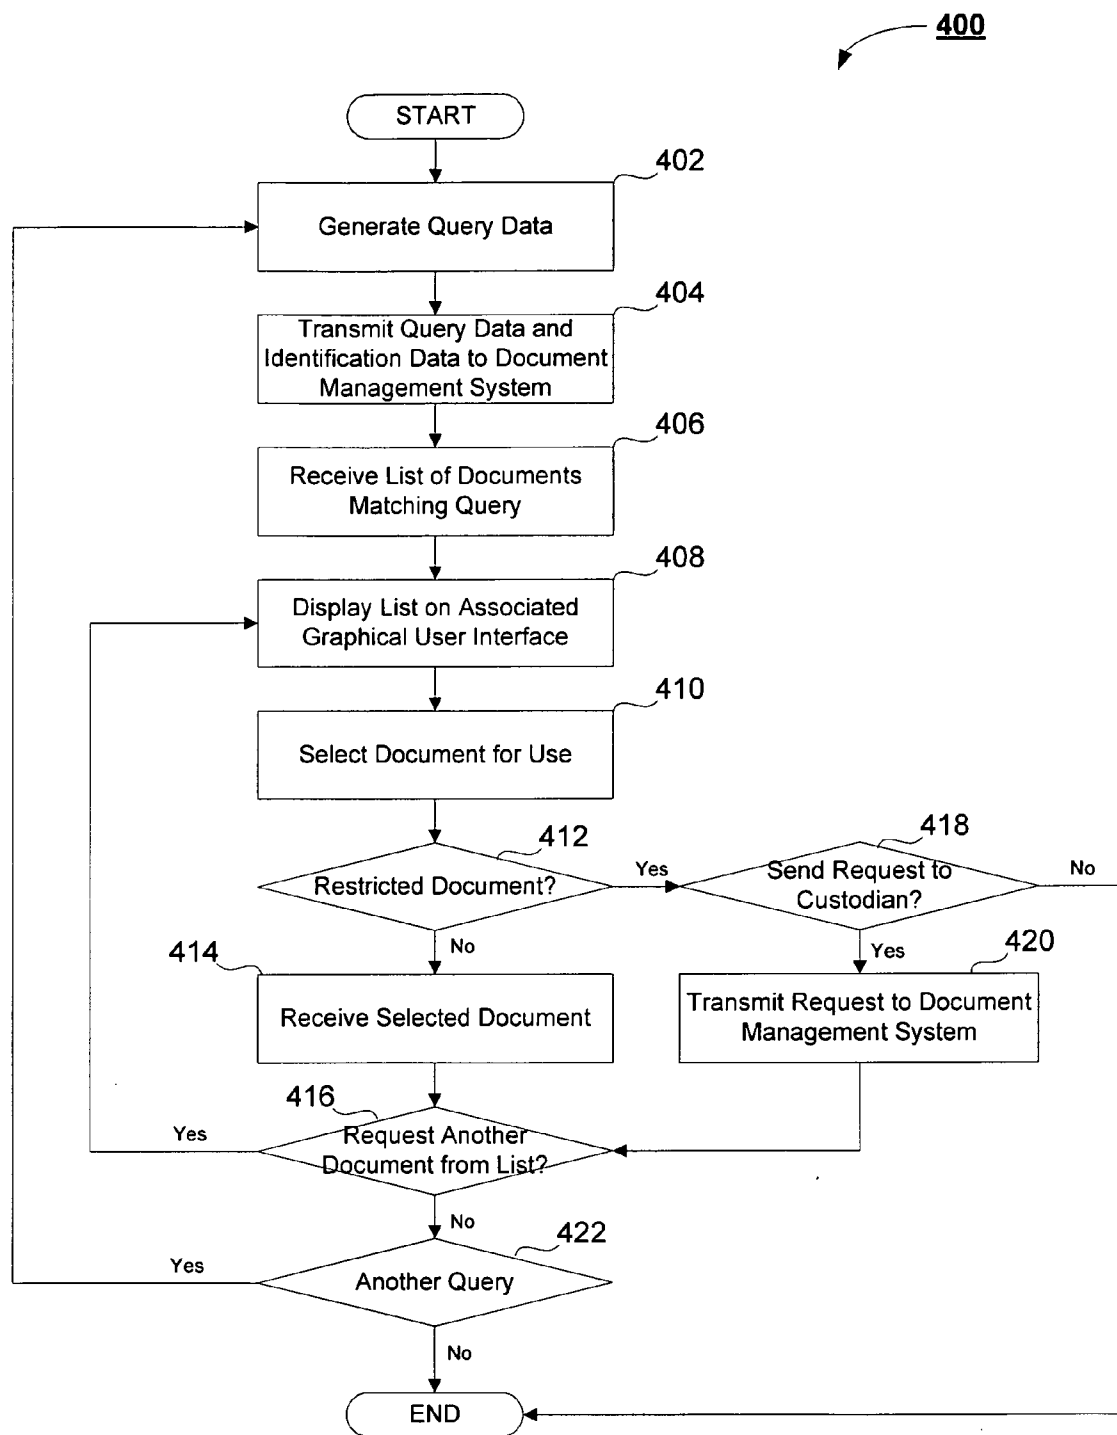 400
START
402
Generate Query Data
404
Transmit Query Data and
Identification Data to Document
Management System
406
Receive List of Documents
Matching Query
408
Display List on Associated
Graphical User Interface
410
Select Document for Use
412
Restricted Document?
Yes
418
Send Request to
Custodian?
No
No
Yes
414
Receive Selected Document
420
Transmit Request to Document
Management System
416
Request Another
Document from List?
Yes
No
422
Another Query
Yes
No
END